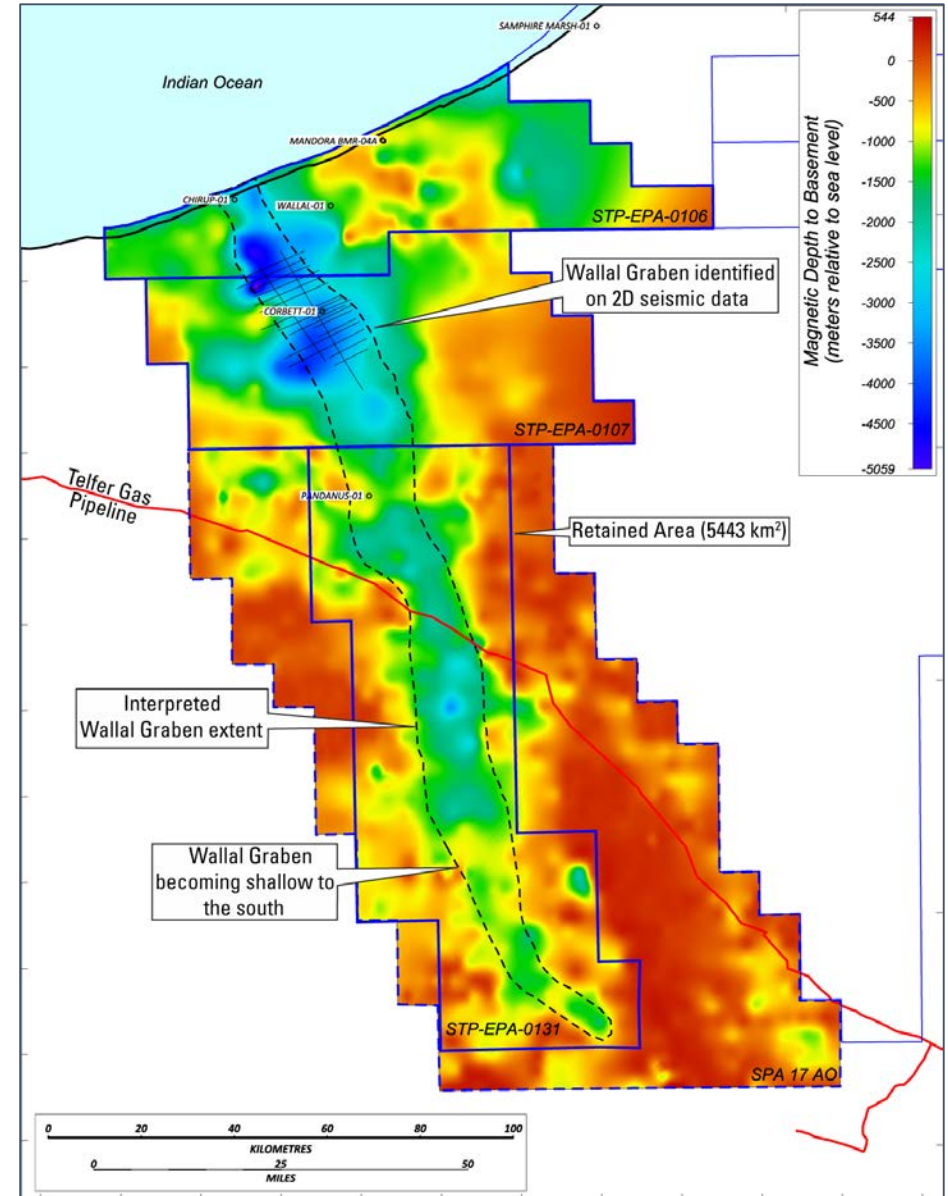 SAMPHIRE MARSH-01
Indian Ocean
MANDORA BMR-04A
CHIRUP-01
WALLAL-01
STP-EPA-0106
Wallal Graben identified
on 2D seismic data
CORBETT-01
STP-EPA-0107
Telfer Gas
Pipeline
PANDANUS-01
Retained Area (5443 km²)
Interpreted
Wallal Graben extent
Wallal Graben
becoming shallow to
the south
STP-EPA-0131
SPA 17 AO
Magnetic Depth to Basement
(meters relative to sea level)
544
0
-500
-1000
-1500
-2000
-2500
-3000
-3500
-4000
-4500
-5059
0 20 40 60 80 100
KILOMETRES
0 25 50
MILES